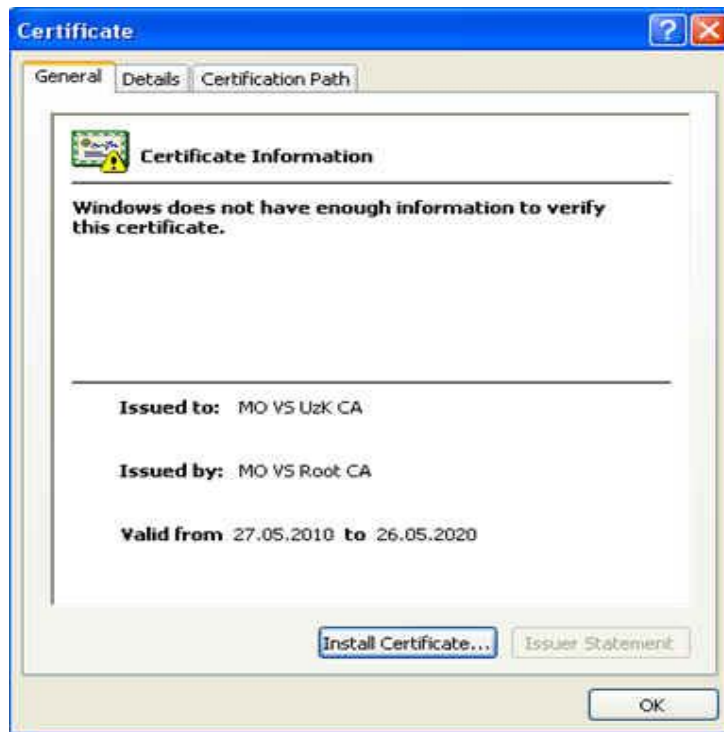 Certificate
General Details Certification Path
Certificate Information
Windows does not have enough information to verify
this certificate.
Issued to: MO VS UzK CA
Issued by: MO VS Root CA
Valid from 27.05.2010 to 26.05.2020
Install Certificate... Issuer Statement
OK